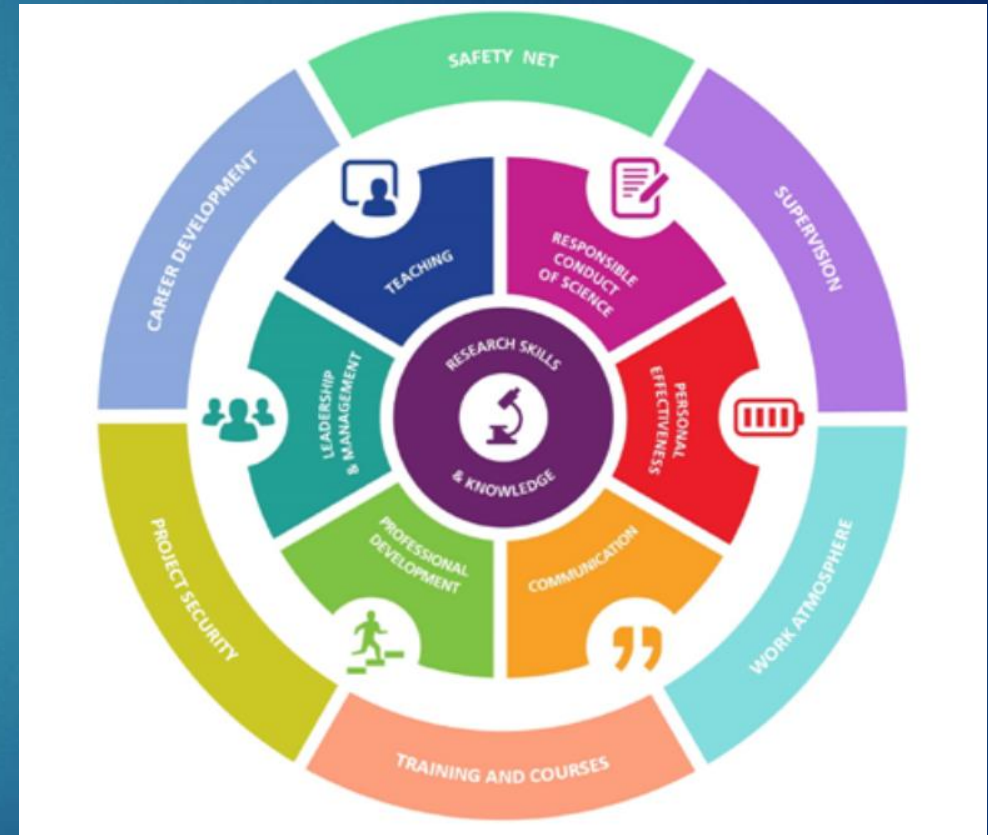 SAFETY NET
SUPERVISION
WORK ATMOSPHERE
TRAINING AND COURSES
PROJECT SECURITY
CAREER DEVELOPMENT
TEACHING
RESPONSIBLE
CONDUCT
OF SCIENCE
PERSONAL
EFFECTIVENESS
COMMUNICATION
PROFESSIONAL
DEVELOPMENT
LEADERSHIP
& MANAGEMENT
RESEARCH SKILLS
& KNOWLEDGE